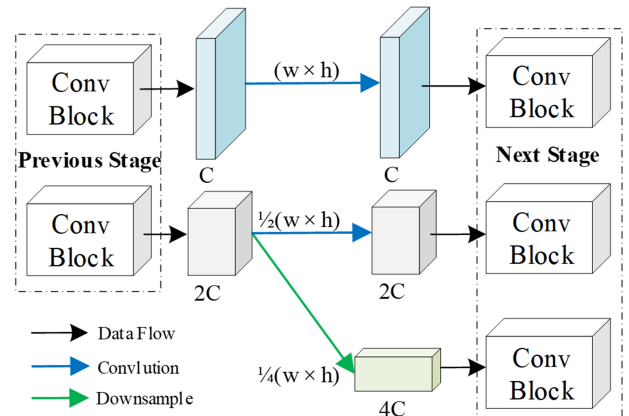 Conv
Block
(w × h)
Conv
Block
Previous Stage
Next Stage
C
C
Conv
Block
½(w × h)
Conv
Block
2C
2C
Data Flow
Convlution
Downsample
¼(w × h)
4C
Conv
Block